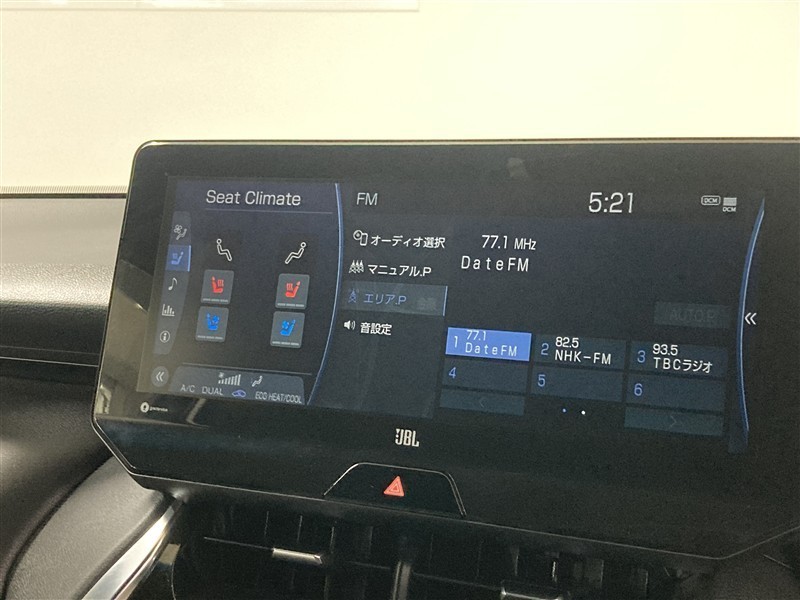 Seat Climate
FM
5:21
DCM
DCM
オーディオ選択
マニュアル.P
エリア.P
音設定
77.1 MHz
DateFM
AUTO.P
1 77.1 DateFM
2 82.5 NHK-FM
3 93.5 TBCラジオ
4
5
6
A/C DUAL ECO HEAT/COOL
JBL